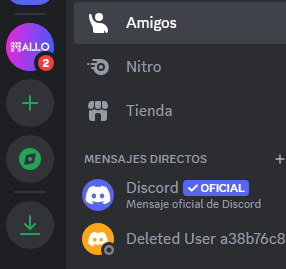 Amigos
ALLO
2
Nitro
Tienda
MENSAJES DIRECTOS
Discord OFICIAL
Mensaje oficial de Discord
Deleted User a38b76c8